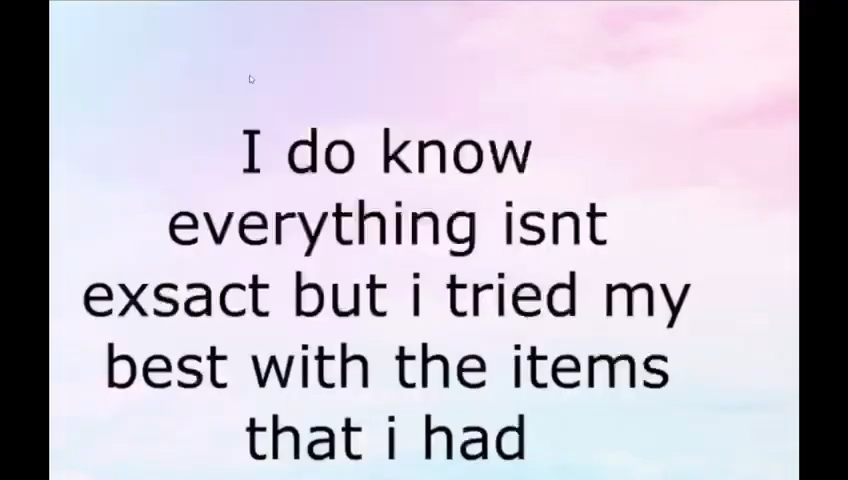 I do know
everything isnt
exsact but i tried my
best with the items
that i had